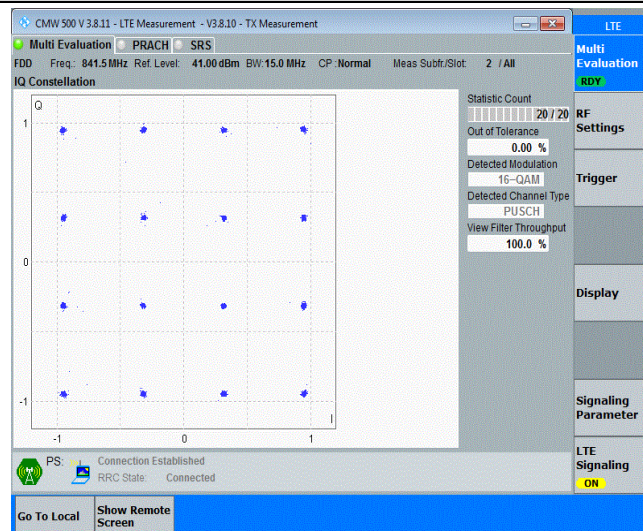 CMW 500 V 3.8.11 - LTE Measurement - V3.8.10 - TX Measurement
LTE
Multi Evaluation PRACH SRS
Multi
Evaluation
RDY
FDD Freq.: 841.5 MHz Ref. Level: 41.00 dBm BW: 15.0 MHz CP : Normal Meas Subfr./Slot: 2 / All
IQ Constellation
Q
1
0
-1
I
-1 0 1
Statistic Count
20 / 20
Out of Tolerance
0.00 %
Detected Modulation
16-QAM
Detected Channel Type
PUSCH
View Filter Throughput
100.0 %
RF
Settings
Trigger
Display
Signaling
Parameter
LTE
Signaling
ON
PS: Connection Established
RRC State: Connected
Go To Local
Show Remote
Screen